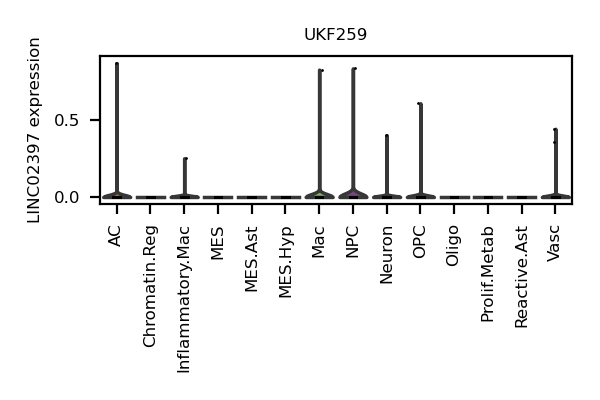 UKF259
LINC02397 expression
0.5
0.0
AC
Chromatin.Reg
Inflammatory.Mac
MES
MES.Ast
MES.Hyp
Mac
NPC
Neuron
OPC
Oligo
Prolif.Metab
Reactive.Ast
Vasc